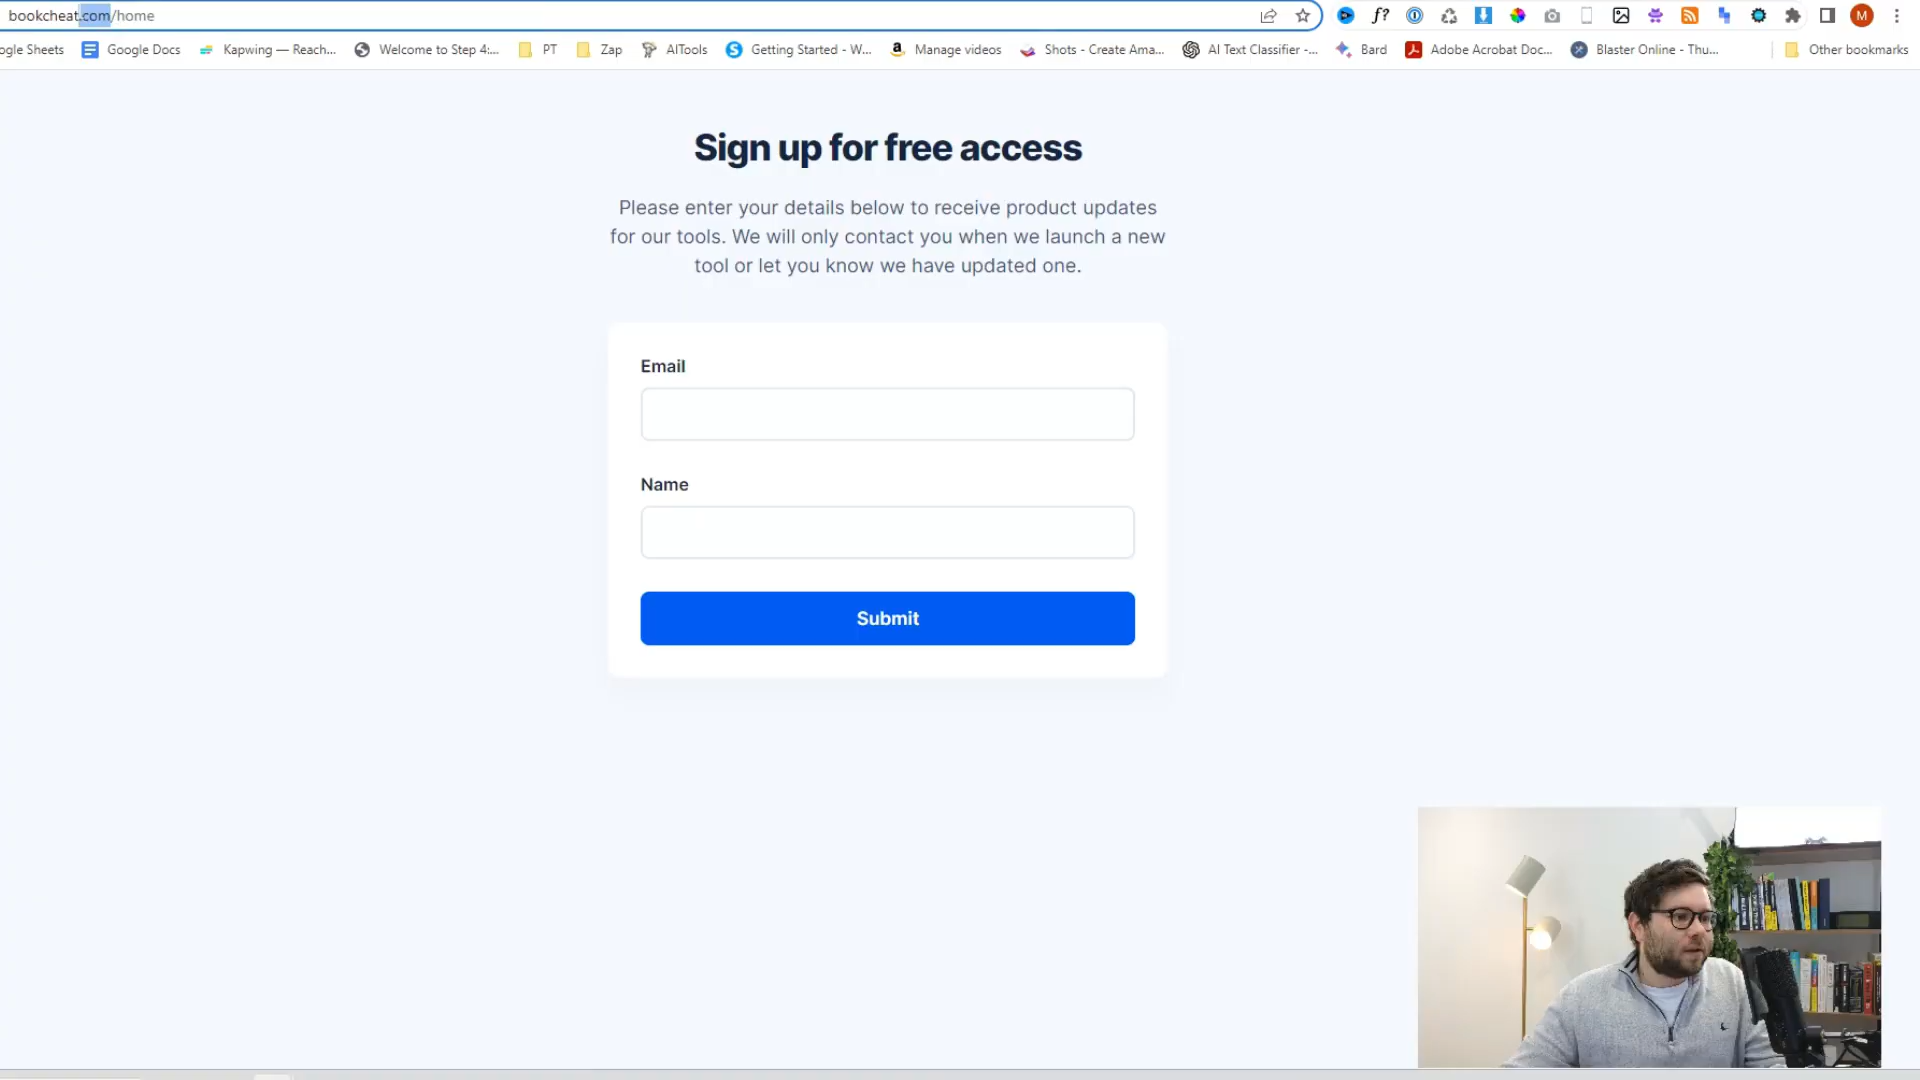 bookcheat.com/home
ogle Sheets Google Docs Kapwing — Reach... Welcome to Step 4:... PT Zap AITools Getting Started - W... Manage videos Shots - Create Ama... AI Text Classifier -... Bard Adobe Acrobat Doc... Blaster Online - Thu... Other bookmarks
Sign up for free access
Please enter your details below to receive product updates
for our tools. We will only contact you when we launch a new
tool or let you know we have updated one.
Email
Name
Submit